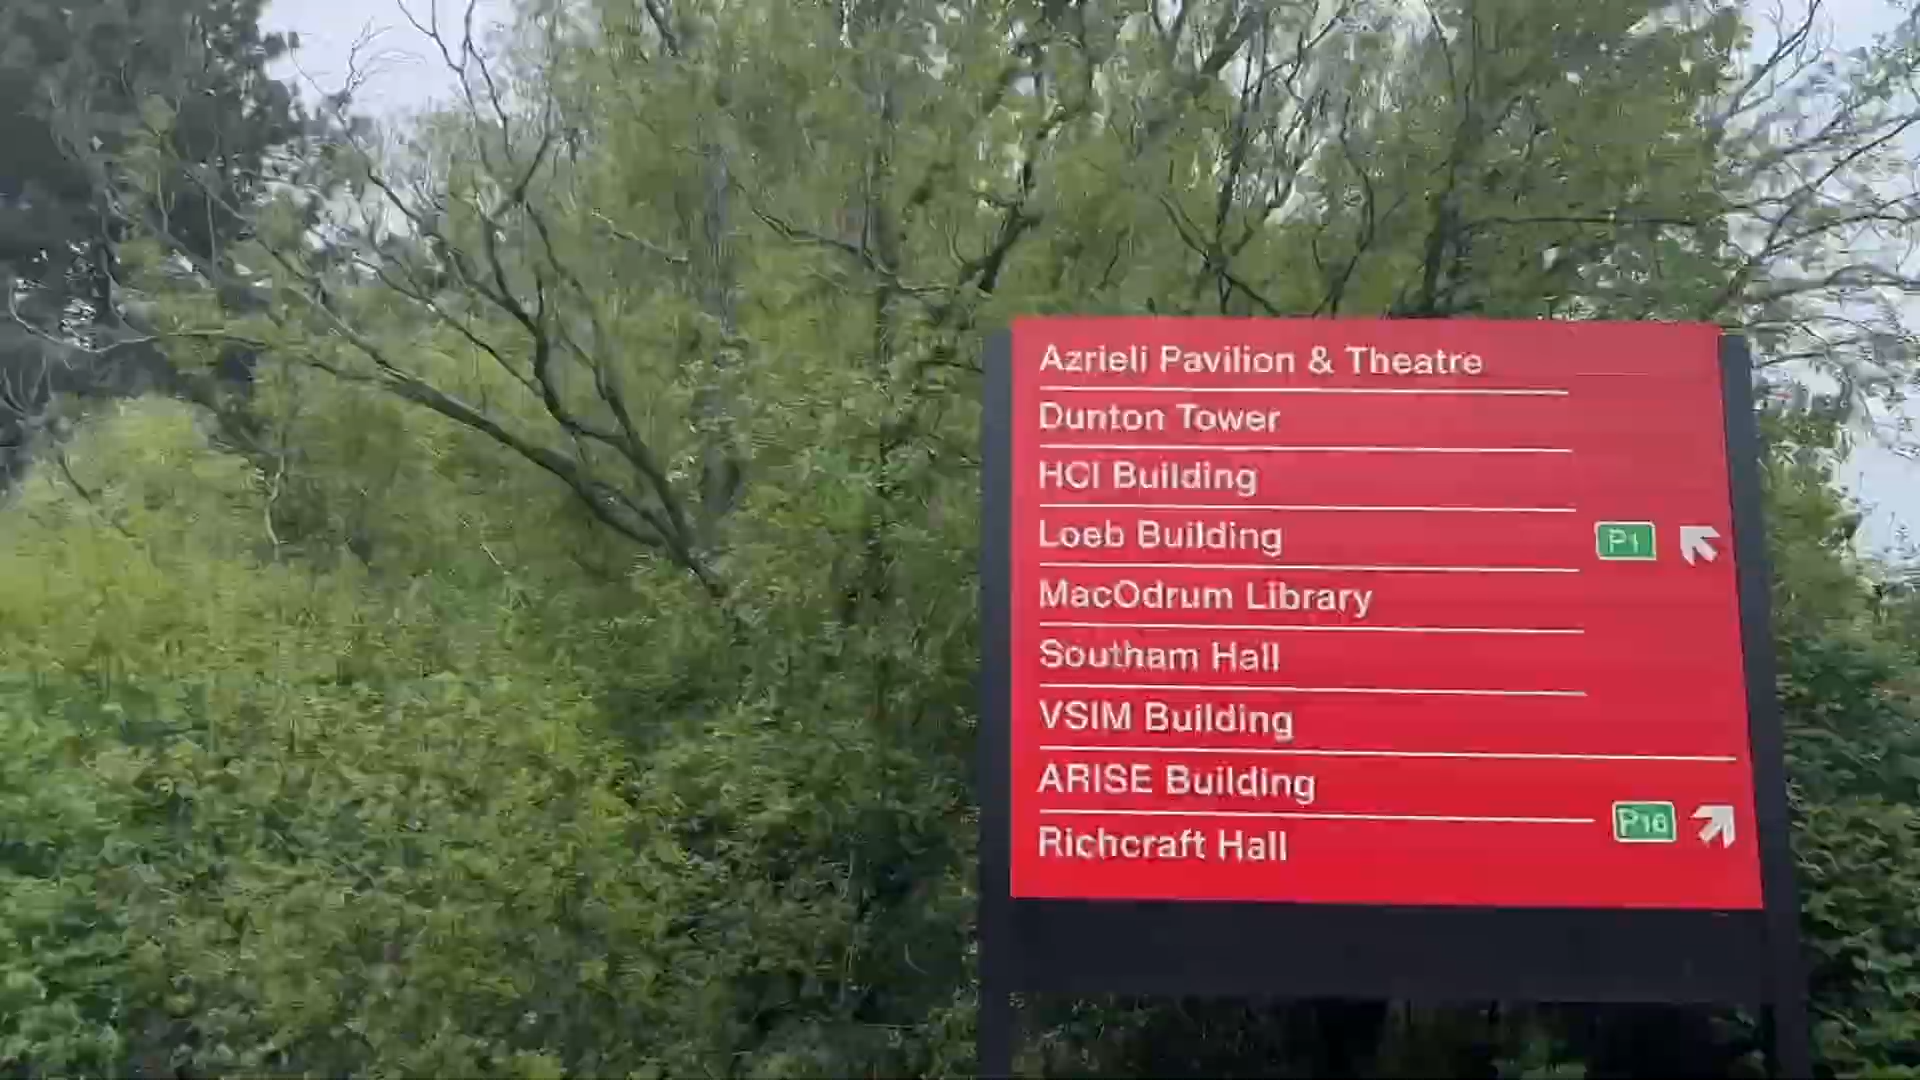 Azrieli Pavilion & Theatre
Dunton Tower
HCI Building
Loeb Building P1
MacOdrum Library
Southam Hall
VSIM Building
ARISE Building
P16
Richcraft Hall